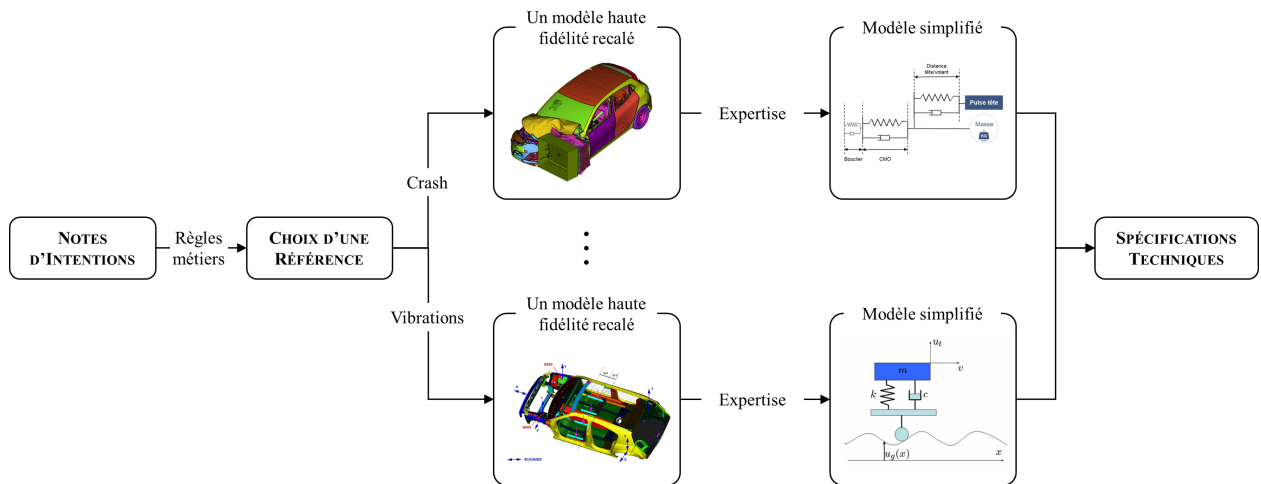 Un modèle haute
fidélité recalé
Modèle simplifié
Distance
tête/volant
Pulse tête
Masse
KG
Bouclier
CMO
Expertise
Crash
NOTES
D'INTENTIONS
Règles
métiers
CHOIX D'UNE
RÉFÉRENCE
SPÉCIFICATIONS
TECHNIQUES
Vibrations
Un modèle haute
fidélité recalé
Expertise
Modèle simplifié
u_t
v
m
k
c
u_g(x)
x